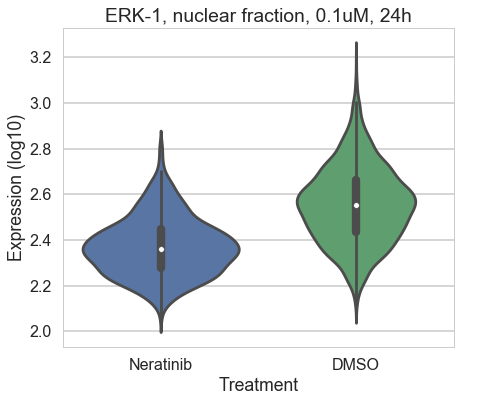 ERK-1, nuclear fraction, 0.1uM, 24h
Expression (log10)
3.2
3.0
2.8
2.6
2.4
2.2
2.0
Neratinib
DMSO
Treatment